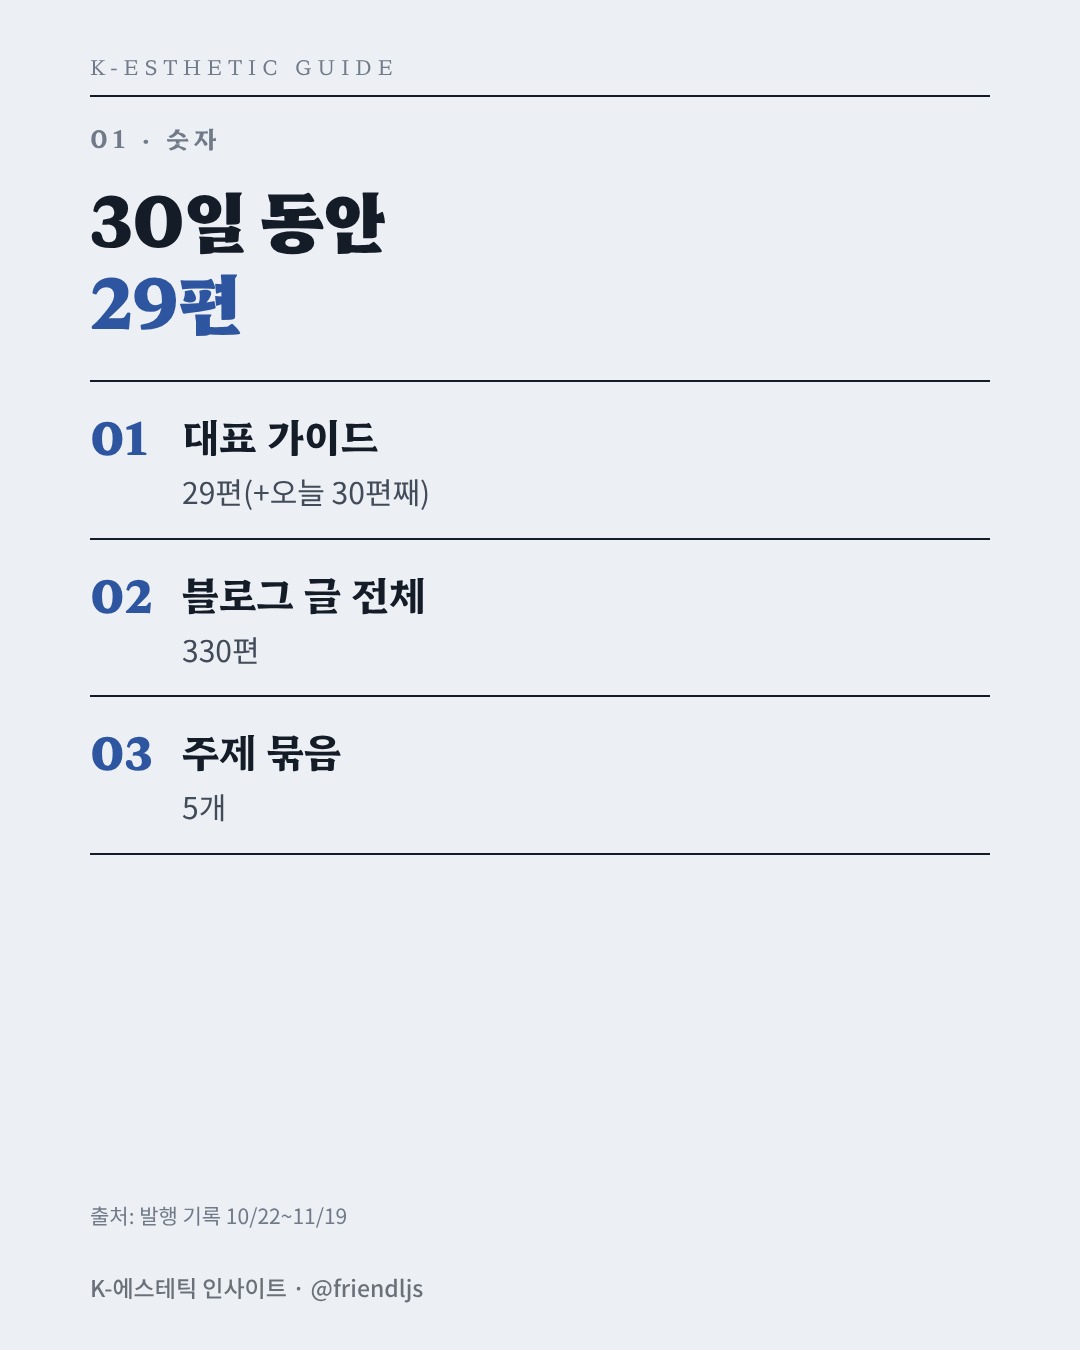 K-ESTHETIC GUIDE
01 · 숫자
30일 동안
29편
01 대표 가이드
29편(+오늘 30편째)
02 블로그 글 전체
330편
03 주제 묶음
5개
출처: 발행 기록 10/22~11/19
K-에스테틱 인사이트 · @friendljs